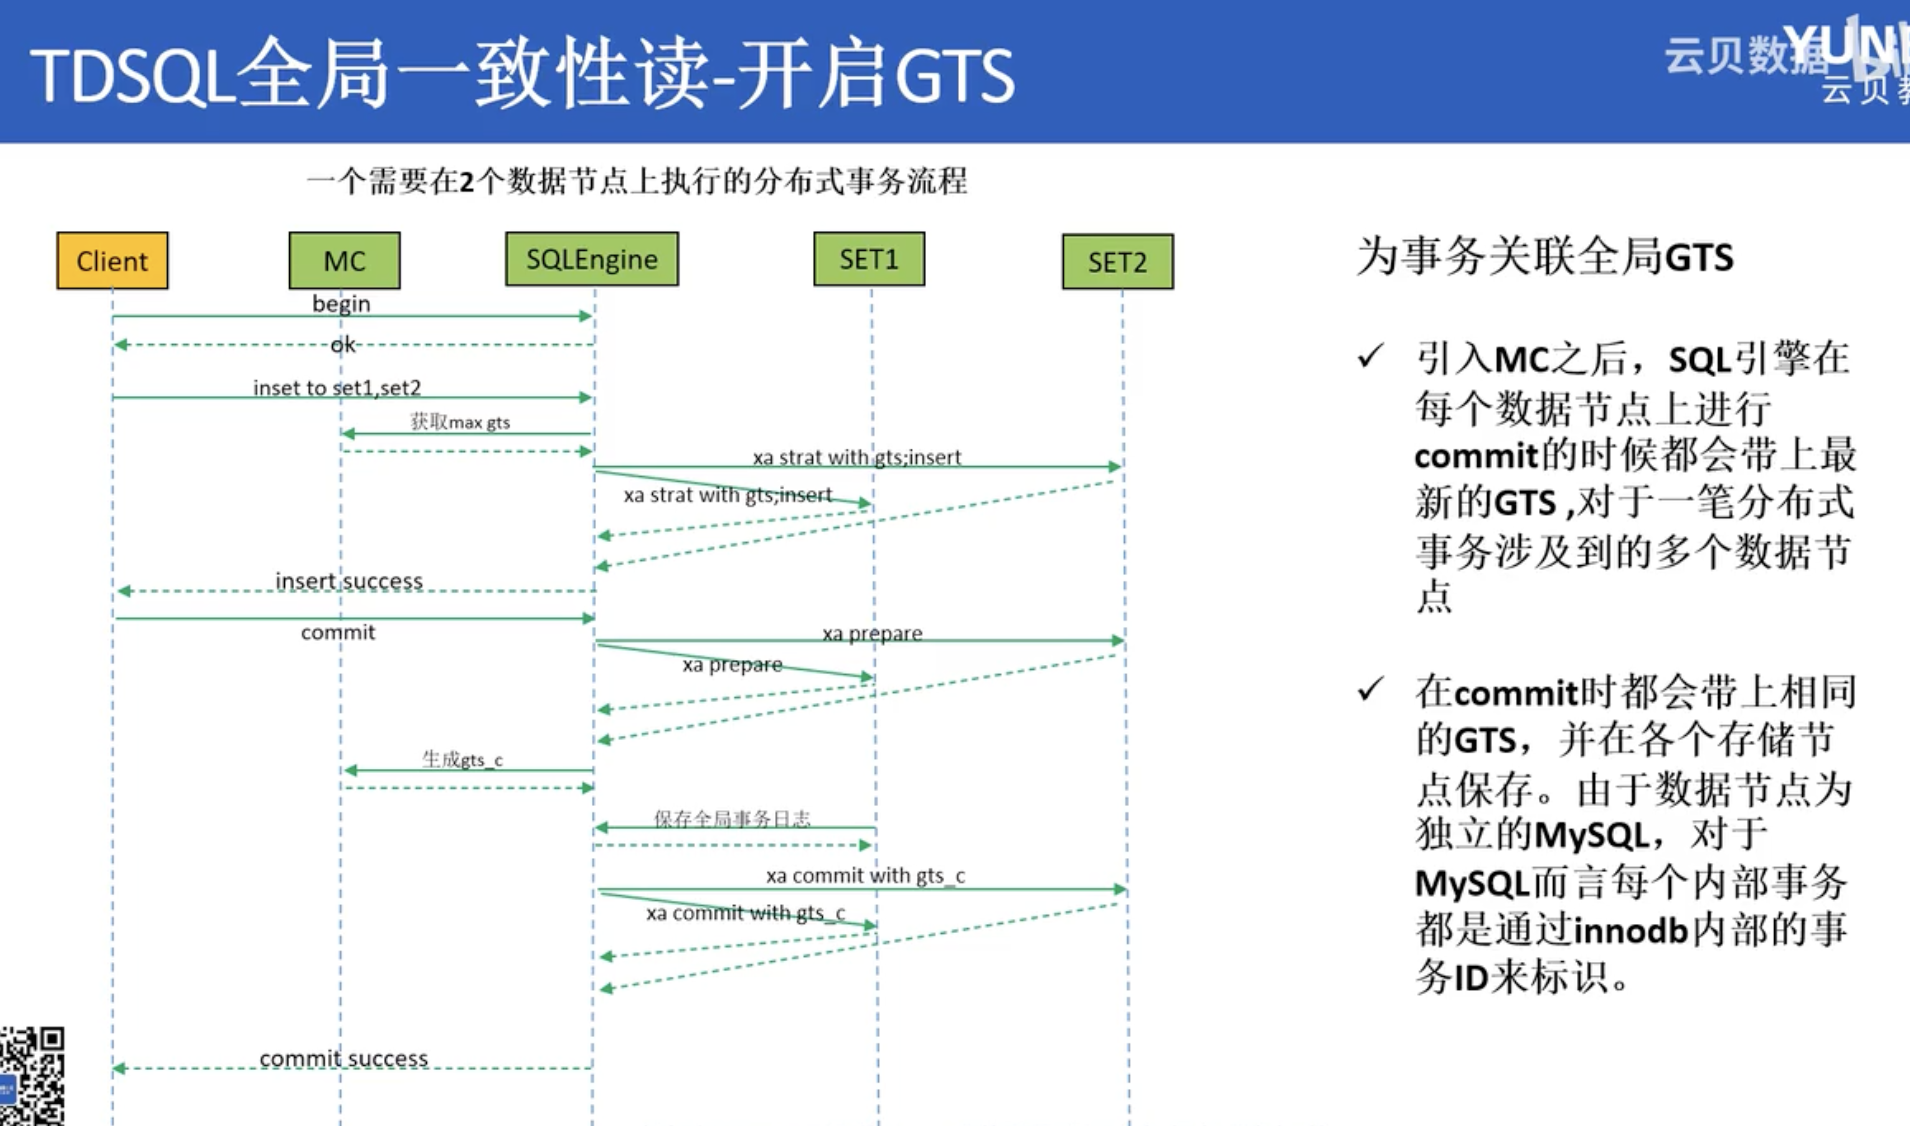 TDSQL全局一致性读-开启GTS
云贝数据
一个需要在2个数据节点上执行的分布式事务流程
Client
MC
SQLEngine
SET1
SET2
begin
ok
inset to set1,set2
获取max gts
xa strat with gts;insert
xa strat with gts;insert
insert success
commit
xa prepare
xa prepare
生成gts_c
保存全局事务日志
xa commit with gts_c
xa commit with gts_c
commit success
为事务关联全局GTS
✓ 引入MC之后，SQL引擎在
每个数据节点上进行
commit的时候都会带上最
新的GTS ,对于一笔分布式
事务涉及到的多个数据节
点
✓ 在commit时都会带上相同
的GTS，并在各个存储节
点保存。由于数据节点为
独立的MySQL，对于
MySQL而言每个内部事务
都是通过innodb内部的事
务ID来标识。